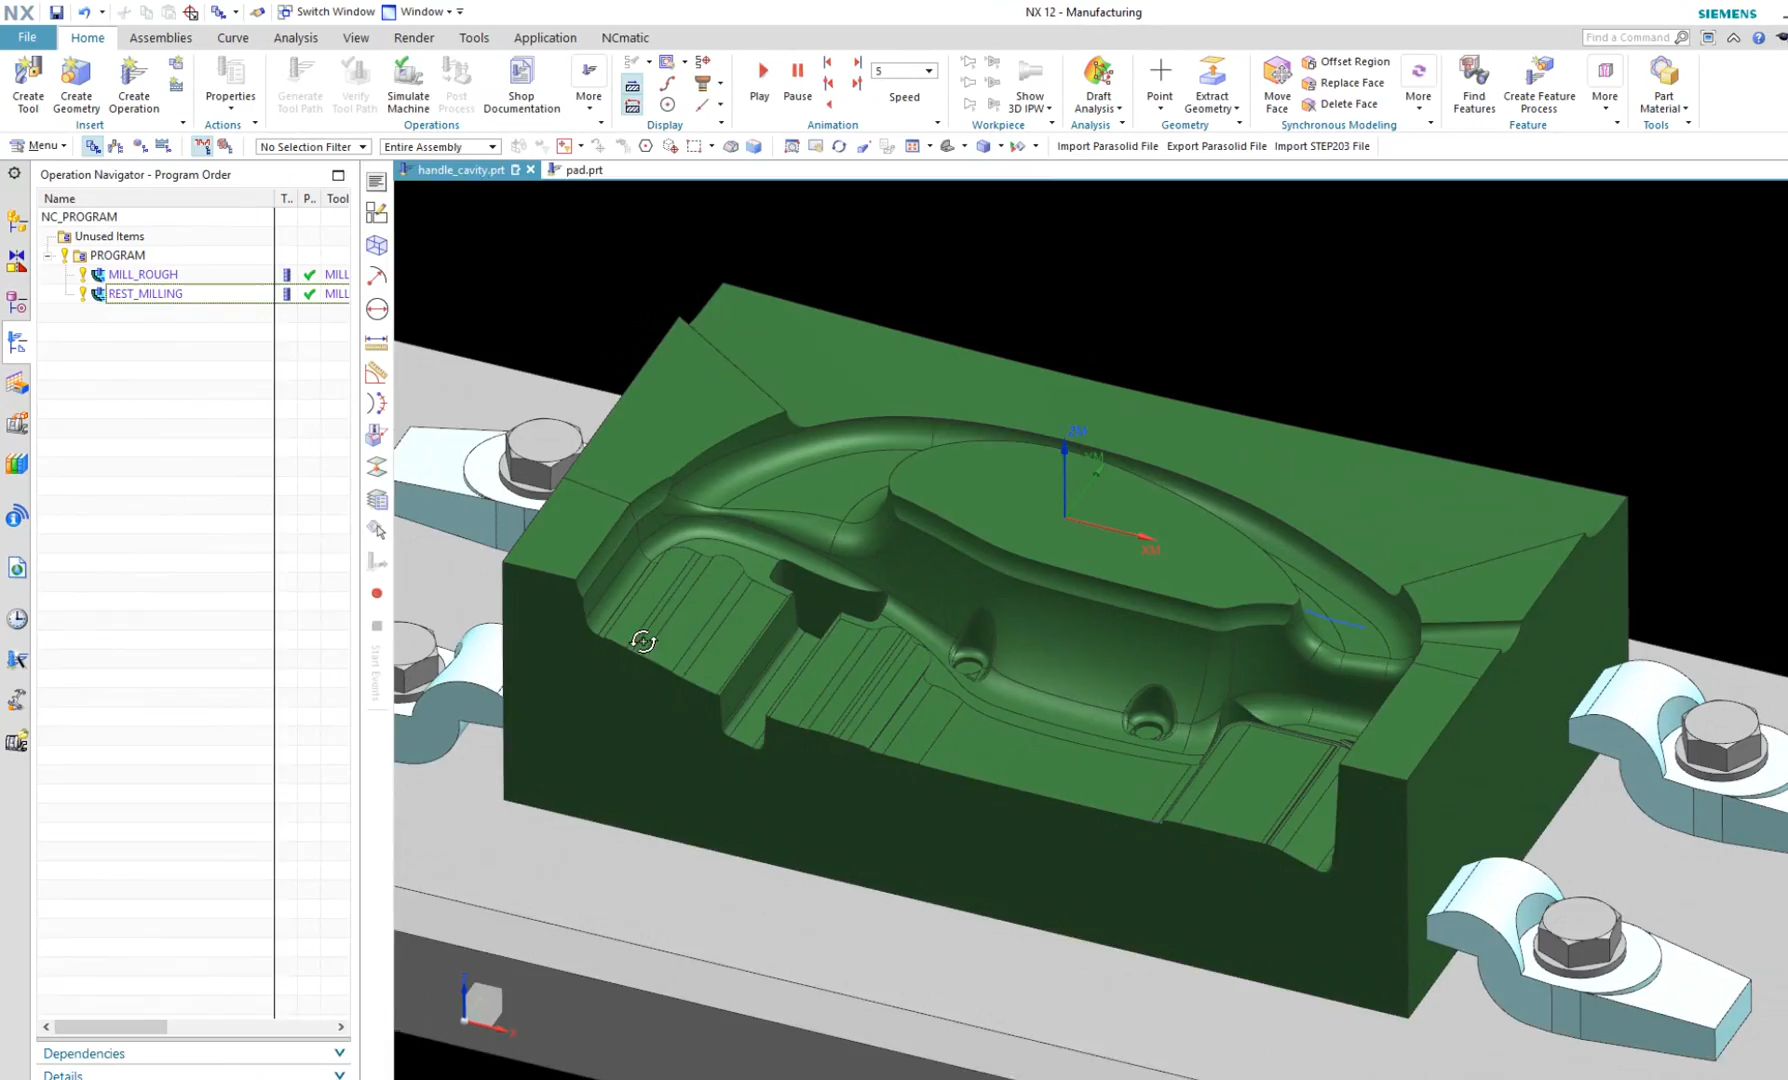 NX
Switch Window
Window
NX 12 - Manufacturing
SIEMENS
File
Home
Assemblies
Curve
Analysis
View
Render
Tools
Application
NCmatic
Find a Command
Create Tool
Create Geometry
Create Operation
Insert
Properties
Actions
Generate Tool Path
Verify Tool Path
Simulate Machine
Post Process
Shop Documentation
More
Operations
Display
Play
Pause
5
Speed
Animation
Show 3D IPW
Workpiece
Draft Analysis
Analysis
Point
Extract Geometry
Geometry
Move Face
Offset Region
Replace Face
Delete Face
More
Synchronous Modeling
Find Features
Create Feature Process
More
Feature
Part Material
Tools
Menu
No Selection Filter
Entire Assembly
Import Parasolid File
Export Parasolid File
Import STEP203 File
Operation Navigator - Program Order
handle_cavity.prt
pad.prt
Name
T..
P..
Tool
NC_PROGRAM
Unused Items
PROGRAM
MILL_ROUGH
MILL
REST_MILLING
MILL
Start Events
XM
Dependencies
Details